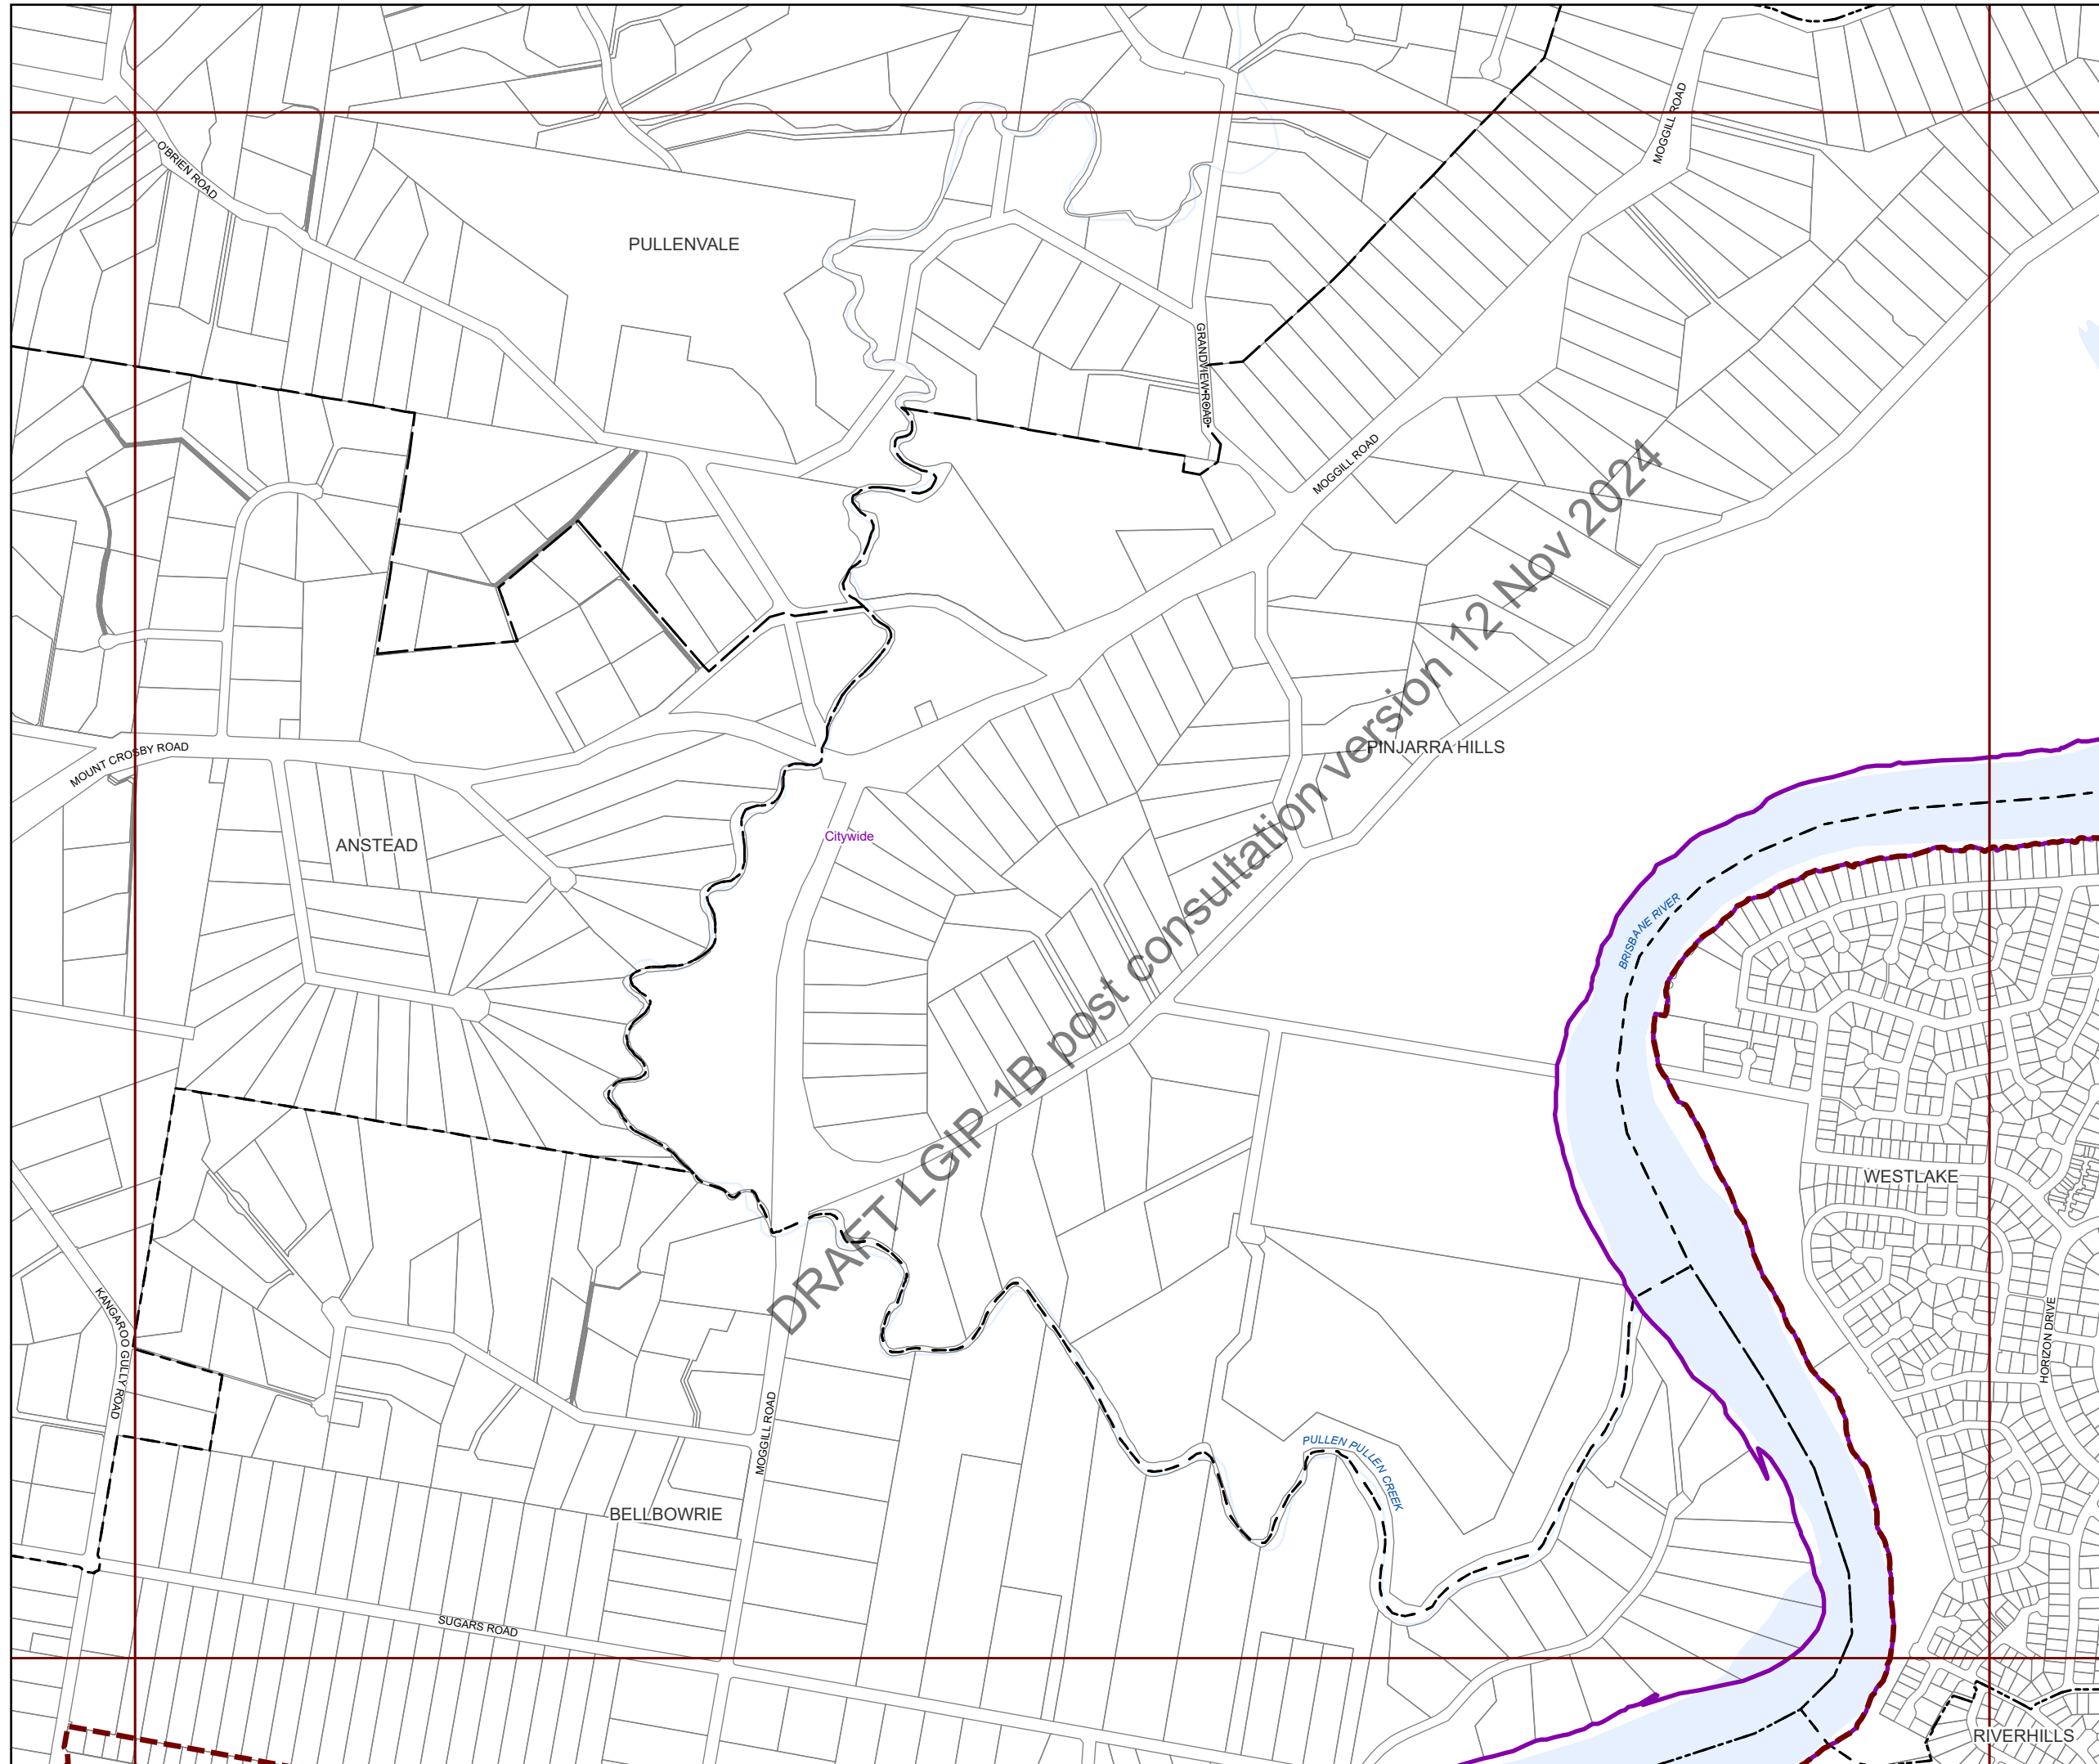 MOGGILL ROAD
O'BRIEN ROAD
PULLENVALE
GRANDVIEW ROAD
MOGGILL ROAD
DRAFT LGIP 1B post consultation version 12 Nov 2024
PINJARRA HILLS
MOUNT CROSBY ROAD
Citywide
ANSTEAD
BRISBANE RIVER
WESTLAKE
KANGAROO GULLY ROAD
HORIZON DRIVE
MOGGILL ROAD
PULLEN PULLEN CREEK
BELLBOWRIE
SUGARS ROAD
RIVERHILLS